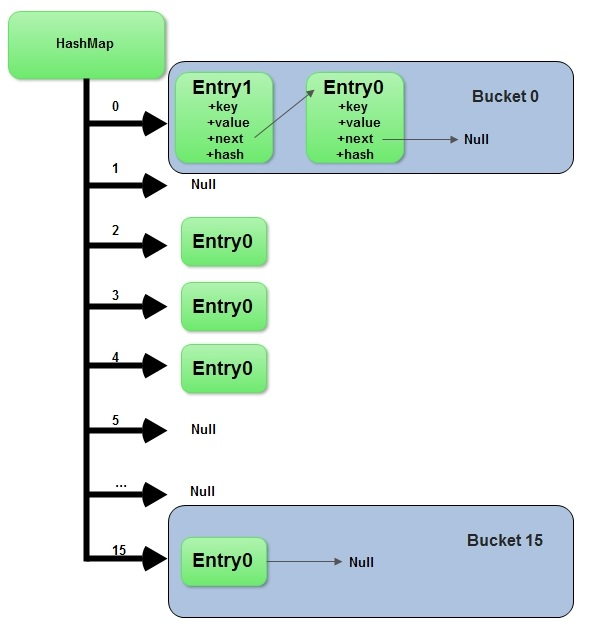 HashMap
0
Entry1
+key
+value
+next
+hash
Entry0
+key
+value
+next
+hash
Null
Bucket 0
1
Null
2
Entry0
3
Entry0
4
Entry0
5
Null
...
Null
15
Entry0
Null
Bucket 15